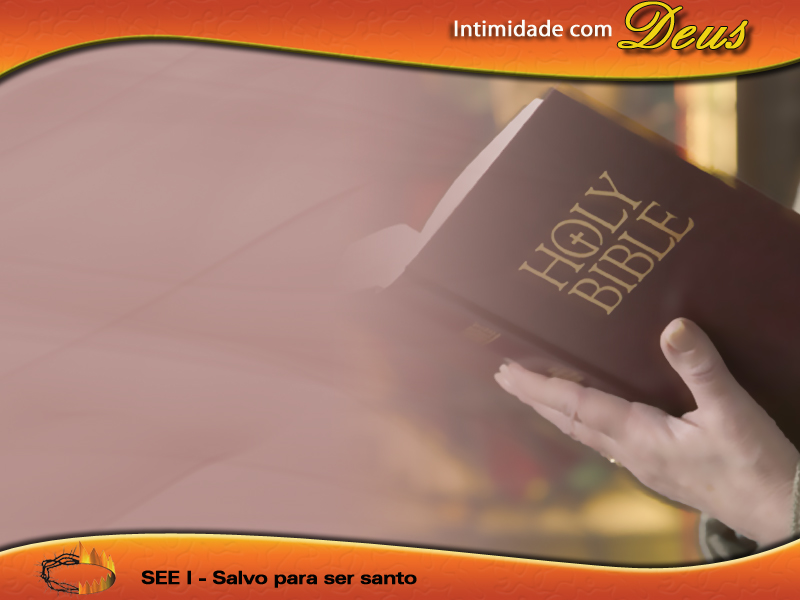 Intimidade com Deus
HOLY
BIBLE
SEE I - Salvo para ser santo